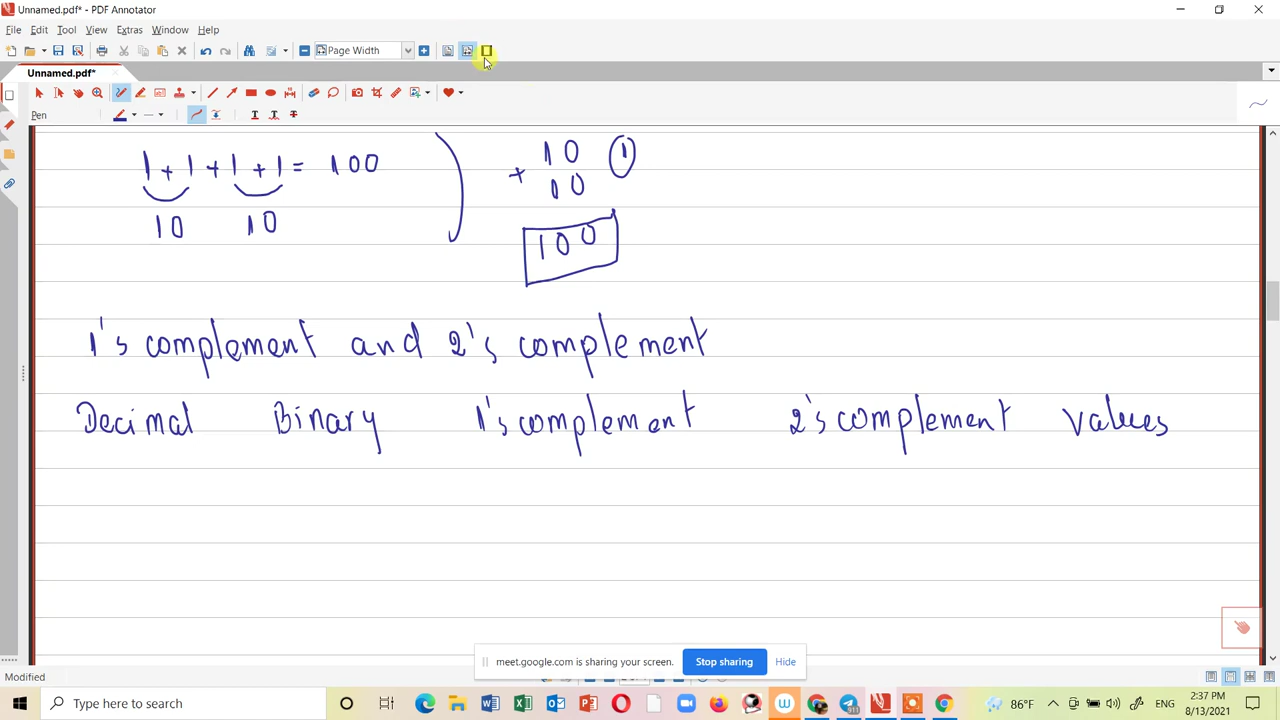 Unnamed.pdf* - PDF Annotator
File Edit Tool View Extras Window Help
Page Width
Unnamed.pdf*
Pen
T T T
1 + 1 + 1 + 1 = 100
10 10
10 1
+ 10
100
1's complement and 2's complement
Decimal Binary 1's complement 2's complement values
meet.google.com is sharing your screen. Stop sharing Hide
Modified
Type here to search
86°F ENG 2:37 PM 8/13/2021